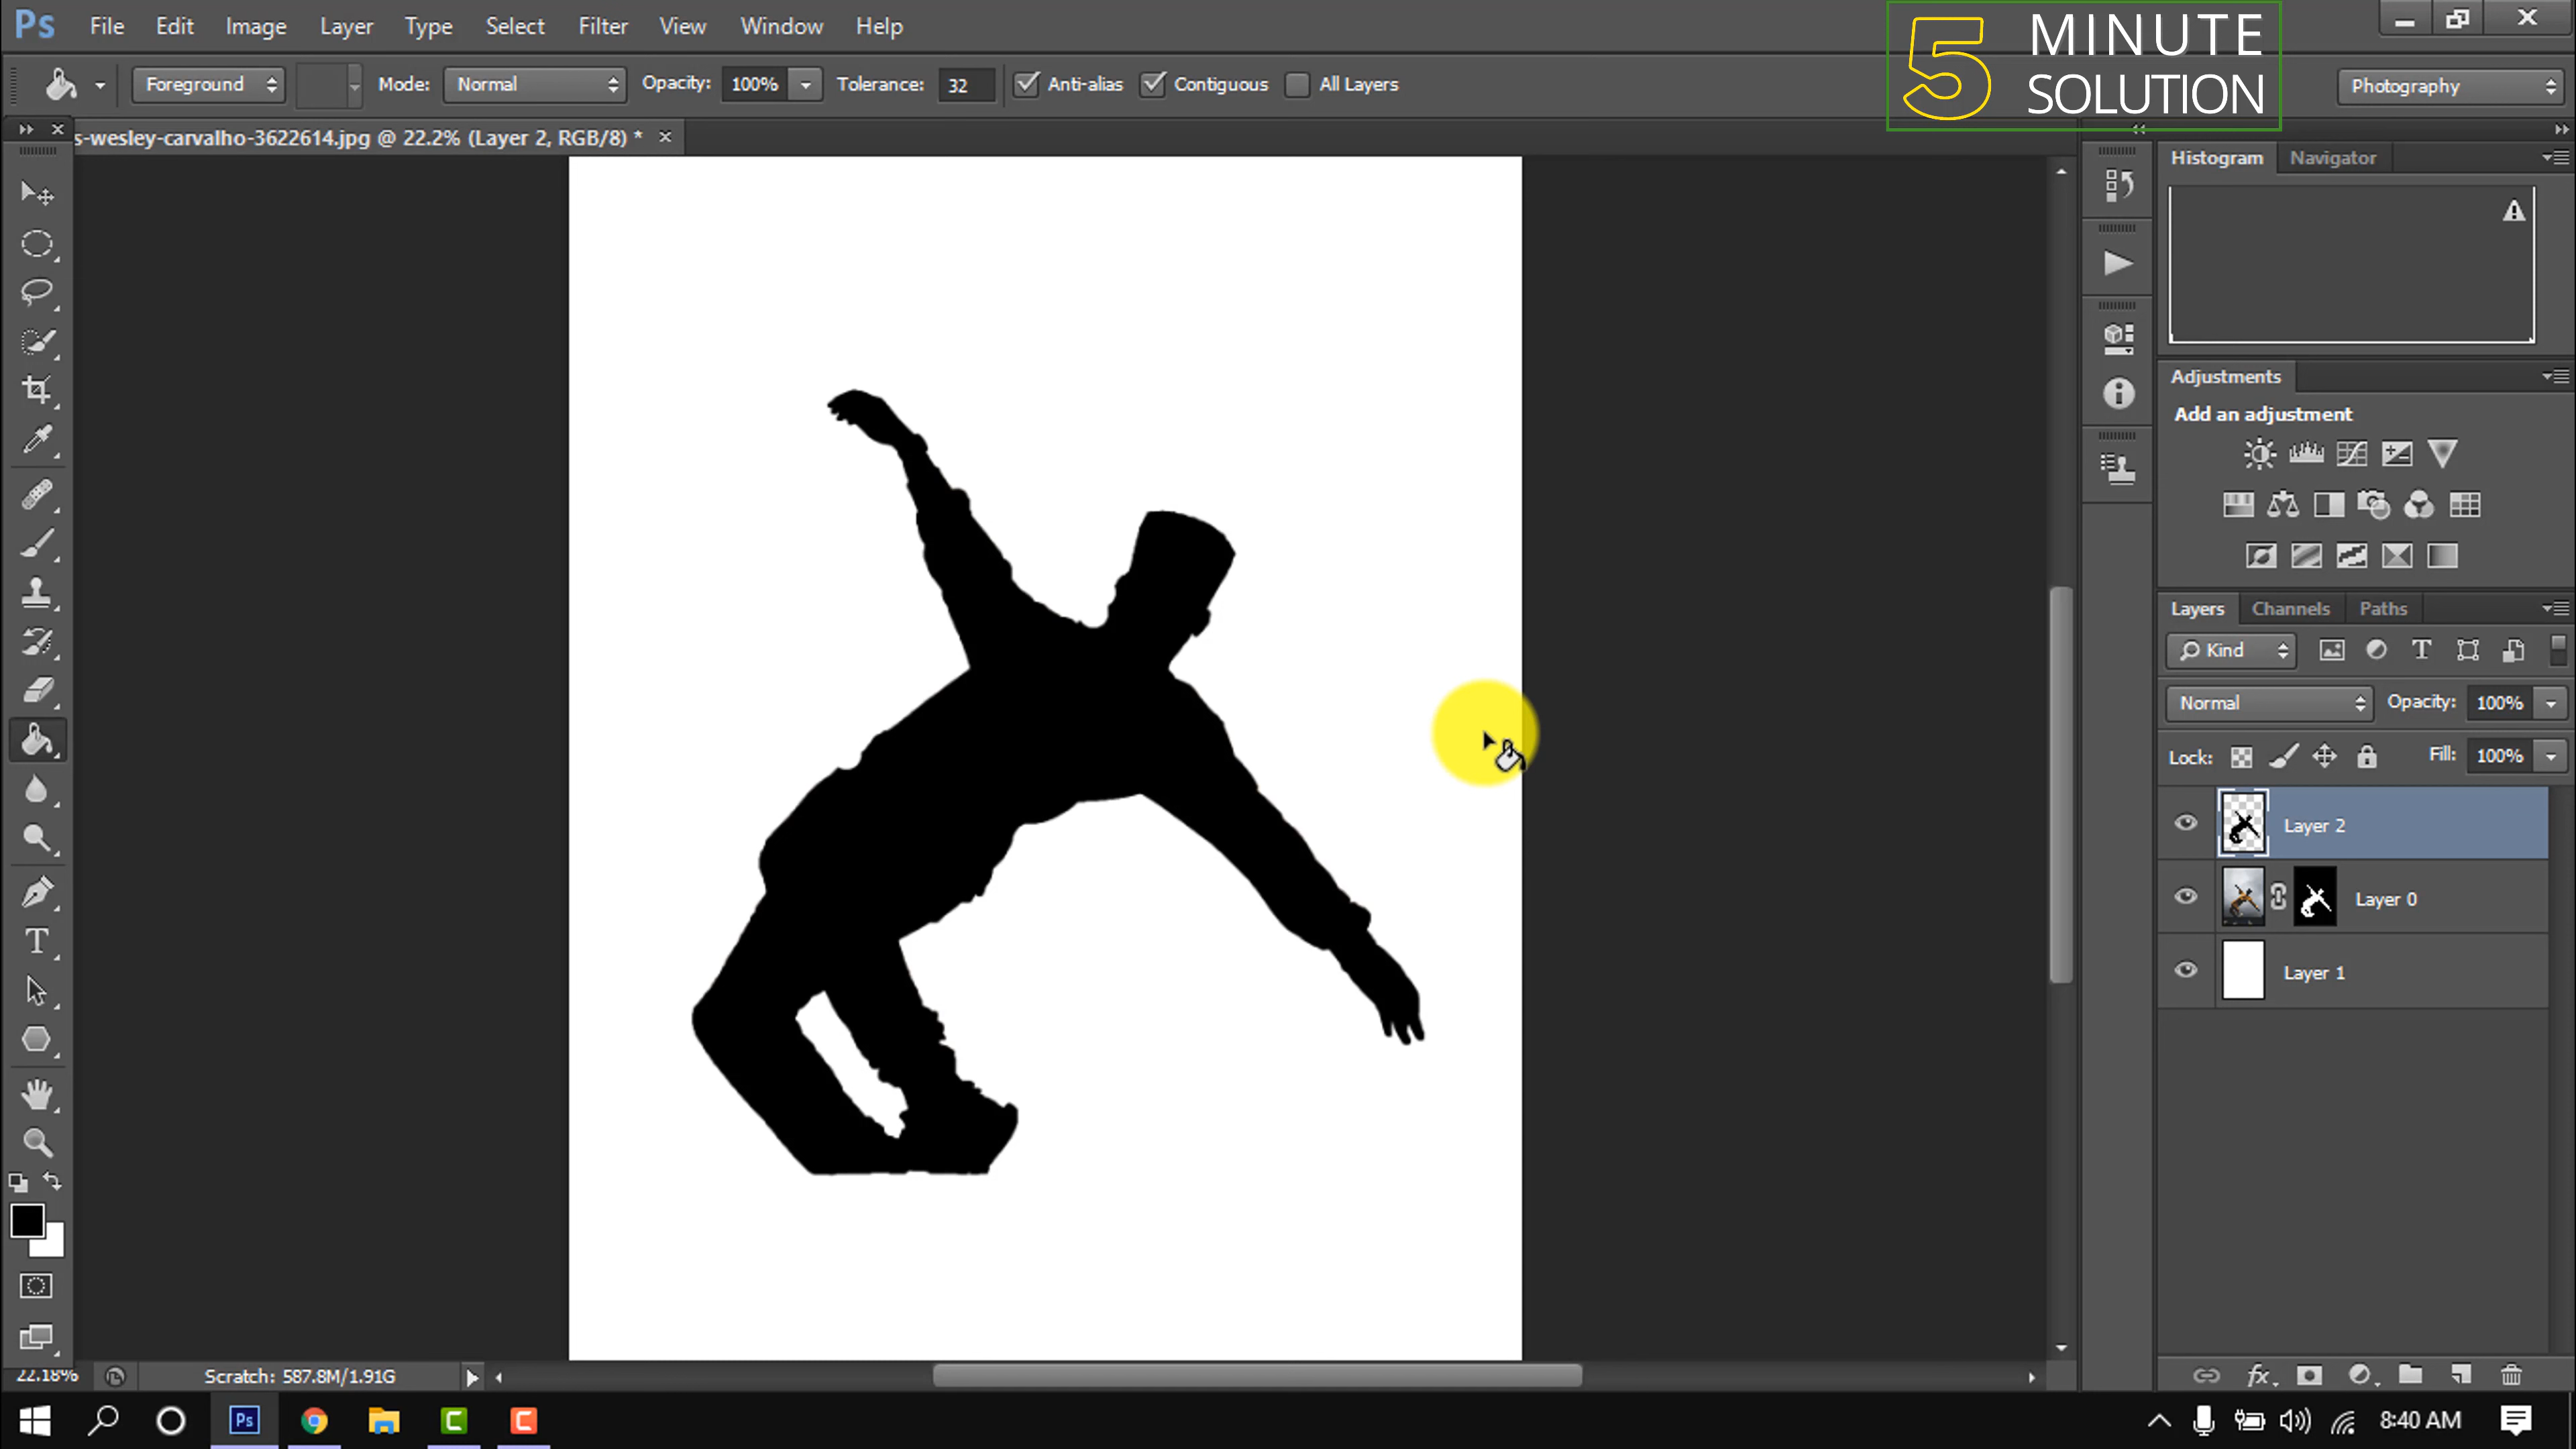 Ps File Edit Image Layer Type Select Filter View Window Help
5 MINUTE
SOLUTION
Foreground Mode: Normal Opacity: 100% Tolerance: 32 Anti-alias Contiguous All Layers Photography
s-wesley-carvalho-3622614.jpg @ 22.2% (Layer 2, RGB/8) *
Histogram Navigator
Adjustments
Add an adjustment
Layers Channels Paths
Kind
Normal Opacity: 100%
Lock: Fill: 100%
Layer 2
Layer 0
Layer 1
22.18% Scratch: 587.8M/1.91G
fx
Ps 8:40 AM